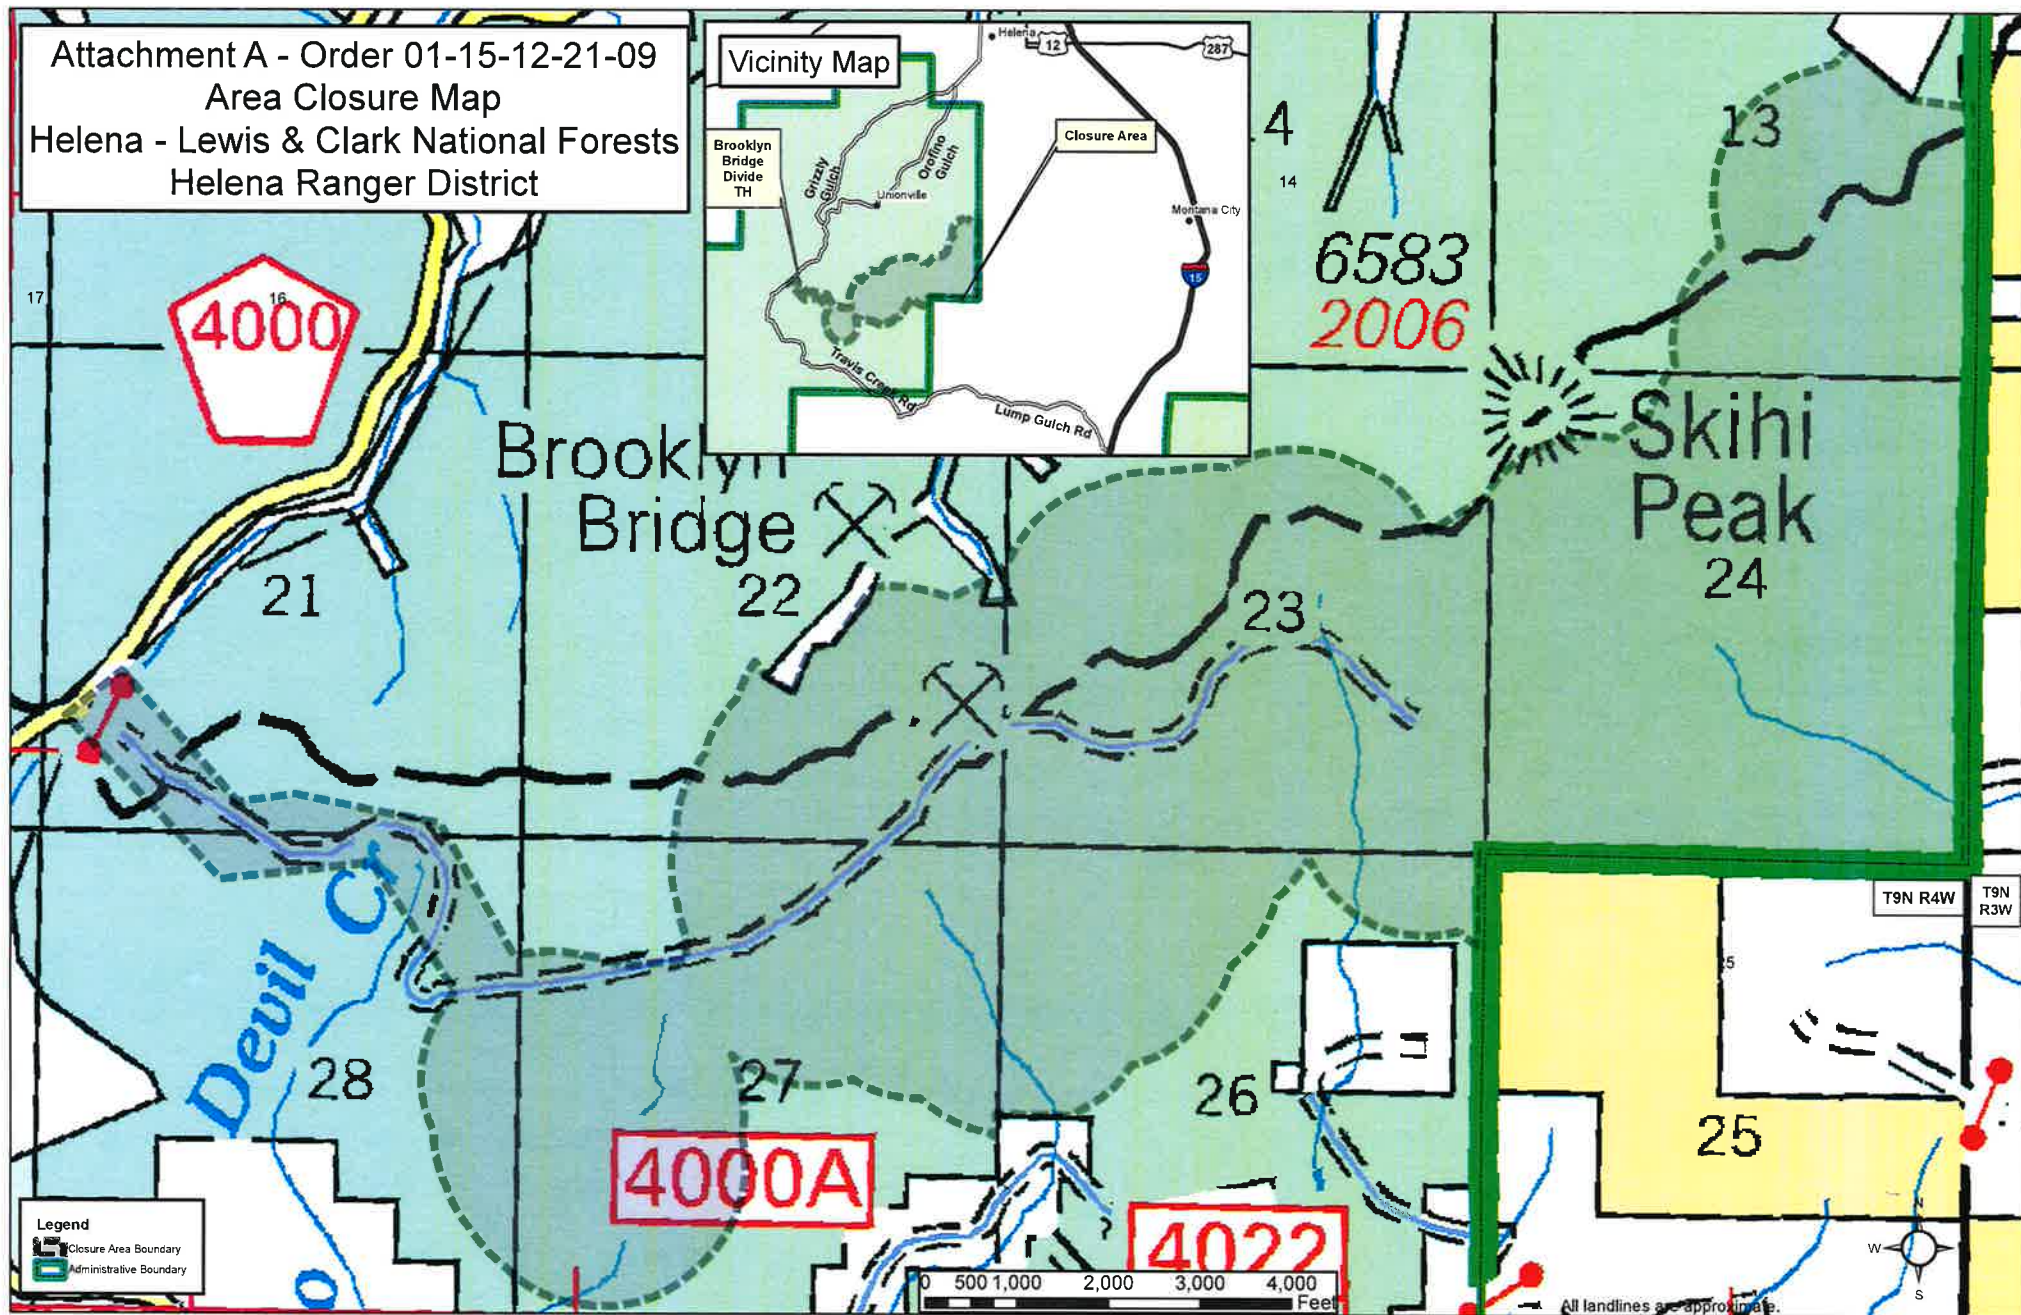 Attachment A - Order 01-15-12-21-09
Area Closure Map
Helena - Lewis & Clark National Forests
Helena Ranger District
Vicinity Map
Helena
12
287
Brooklyn
Bridge
Divide
TH
Closure Area
Grizzly
Gulch
Orofino
Gulch
Unionville
Montana City
15
Travis Creek Rd
Lump Gulch Rd
4
14
13
6583
2006
17
16
4000
Brooklyn
Bridge
Skihi
Peak
21
22
23
24
Devil Cr
28
27
26
25
4000A
4022
T9N R4W
T9N
R3W
Legend
Closure Area Boundary
Administrative Boundary
0 500 1,000 2,000 3,000 4,000
Feet
N
W
S
All landlines are approximate.